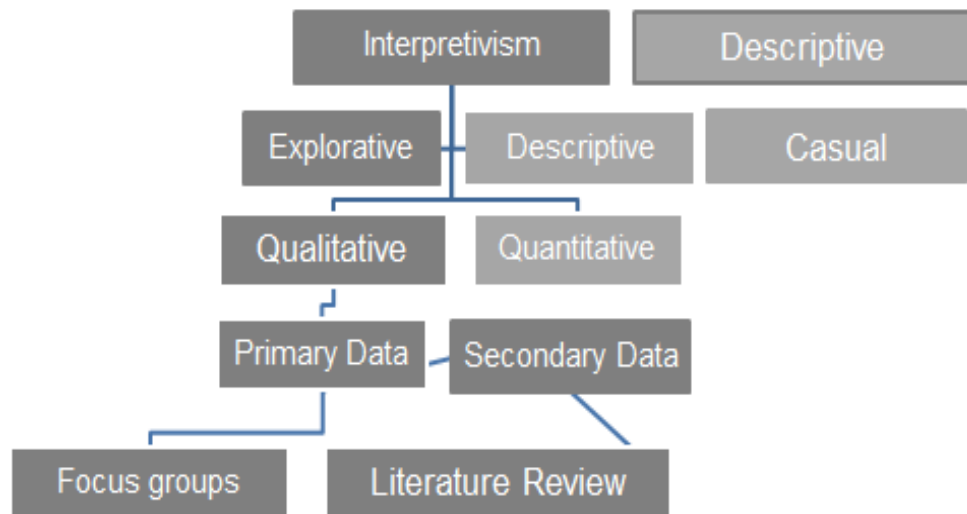 Interpretivism
Descriptive
Explorative
Descriptive
Casual
Qualitative
Quantitative
Primary Data
Secondary Data
Focus groups
Literature Review